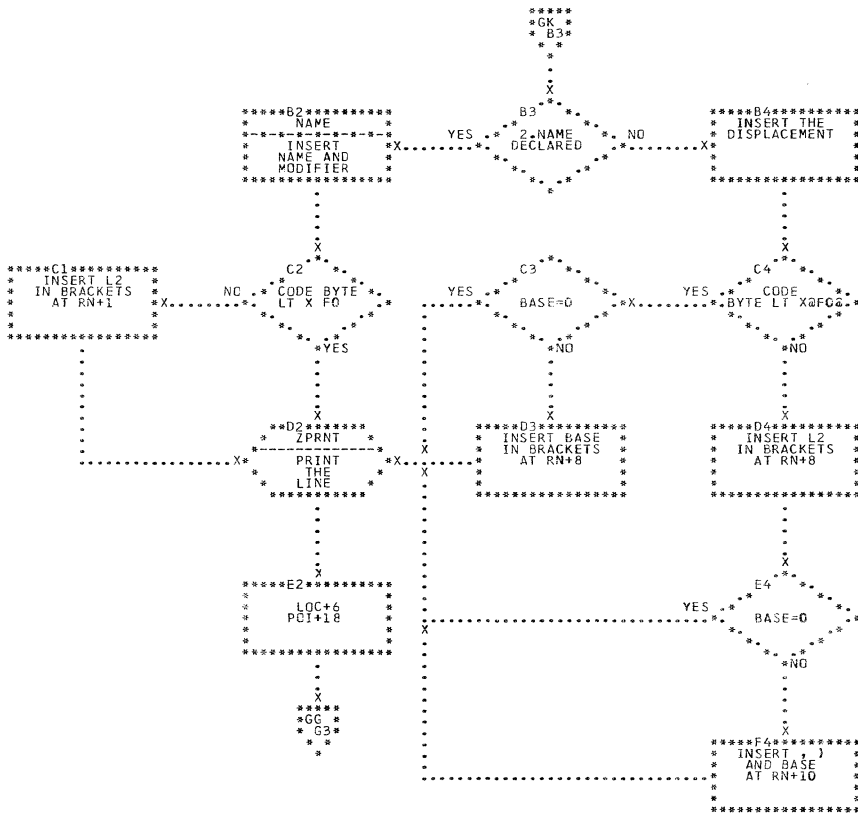 GK
B3
B2
NAME
INSERT
NAME AND
MODIFIER
YES
B3
2.NAME
DECLARED
NO
B4
INSERT THE
DISPLACEMENT
C1
INSERT L2
IN BRACKETS
AT RN+1
NO
C2
CODE BYTE
LT X F0
YES
YES
C3
BASE=0
NO
YES
C4
CODE
BYTE LT X@F0@
NO
D2
ZPRNT
PRINT
THE
LINE
D3
INSERT BASE
IN BRACKETS
AT RN+8
D4
INSERT L2
IN BRACKETS
AT RN+8
E2
LOC+6
POI+18
YES
E4
BASE=0
NO
GG
G3
F4
INSERT , )
AND BASE
AT RN+10